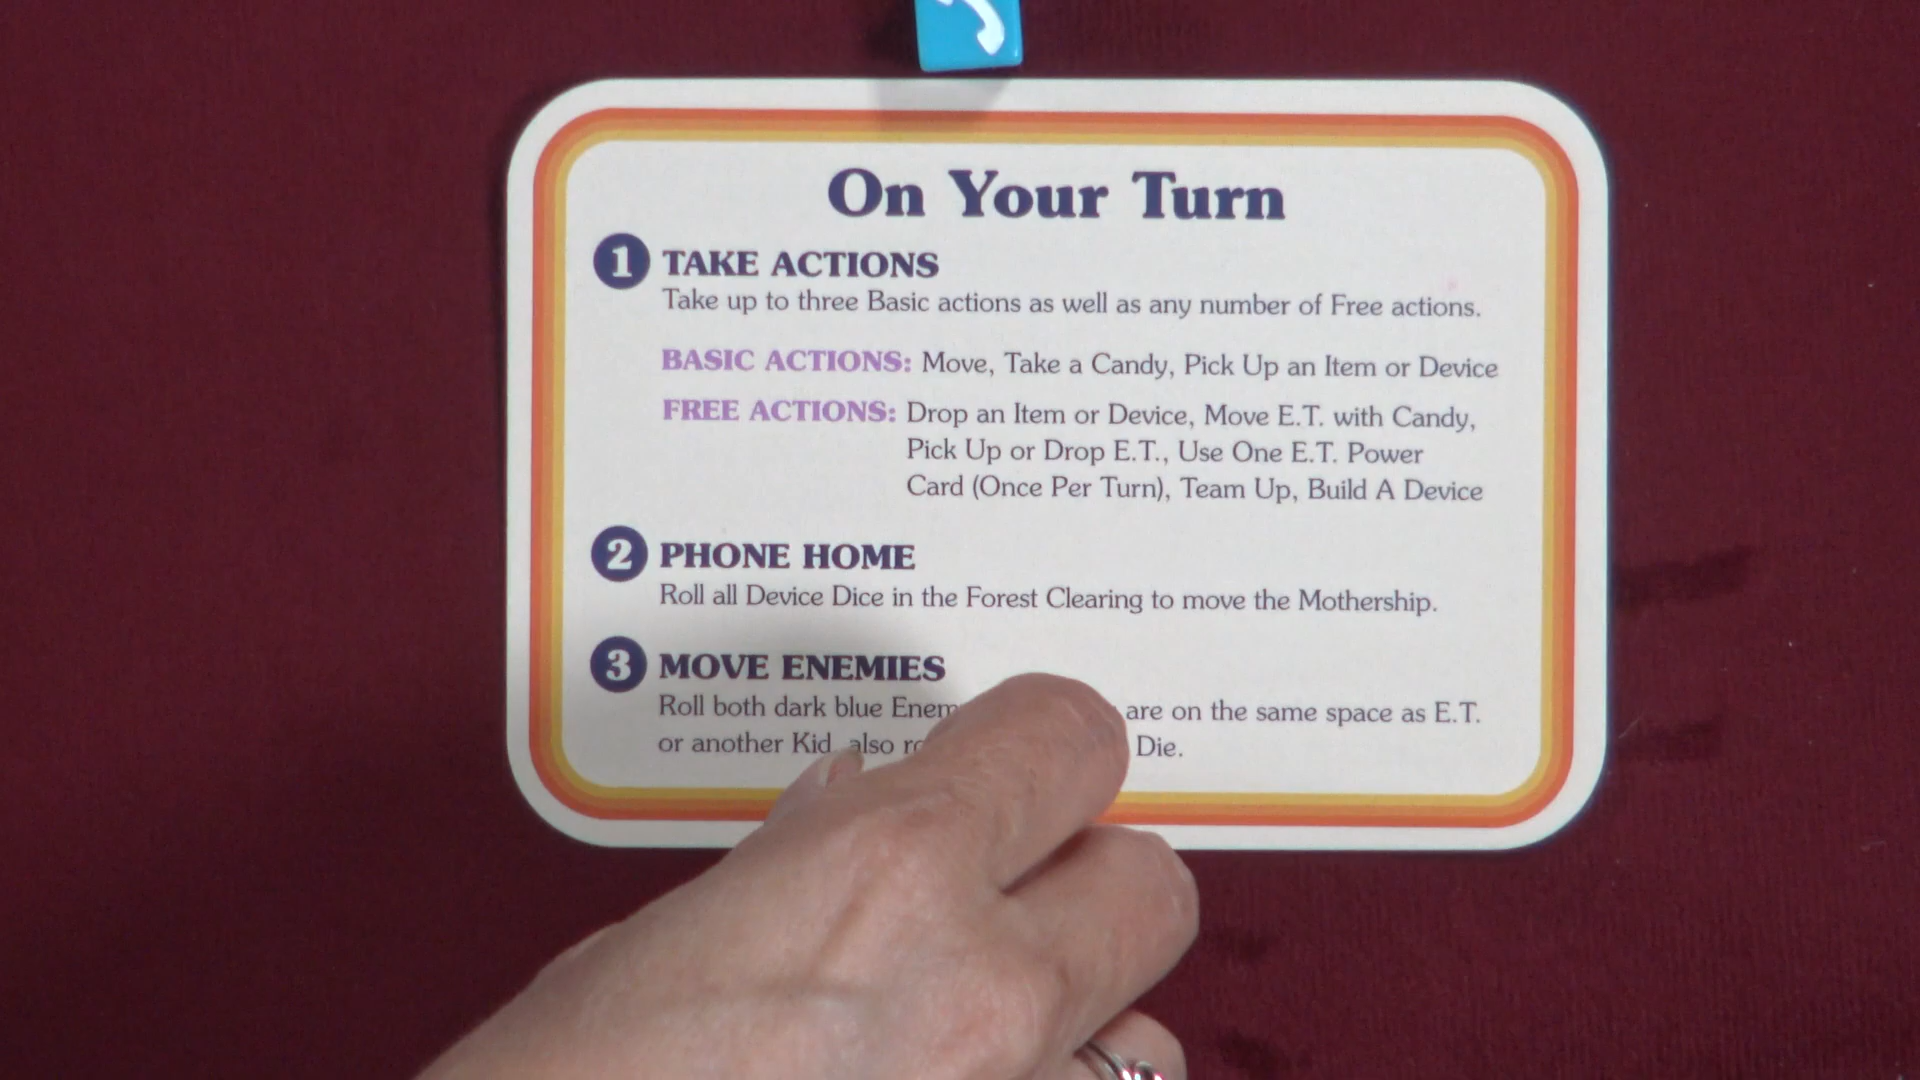 On Your Turn
1 TAKE ACTIONS
Take up to three Basic actions as well as any number of Free actions.
BASIC ACTIONS: Move, Take a Candy, Pick Up an Item or Device
FREE ACTIONS: Drop an Item or Device, Move E.T. with Candy,
Pick Up or Drop E.T., Use One E.T. Power
Card (Once Per Turn), Team Up, Build A Device
2 PHONE HOME
Roll all Device Dice in the Forest Clearing to move the Mothership.
3 MOVE ENEMIES
Roll both dark blue are on the same space as E.T.
or another Kid also Die.